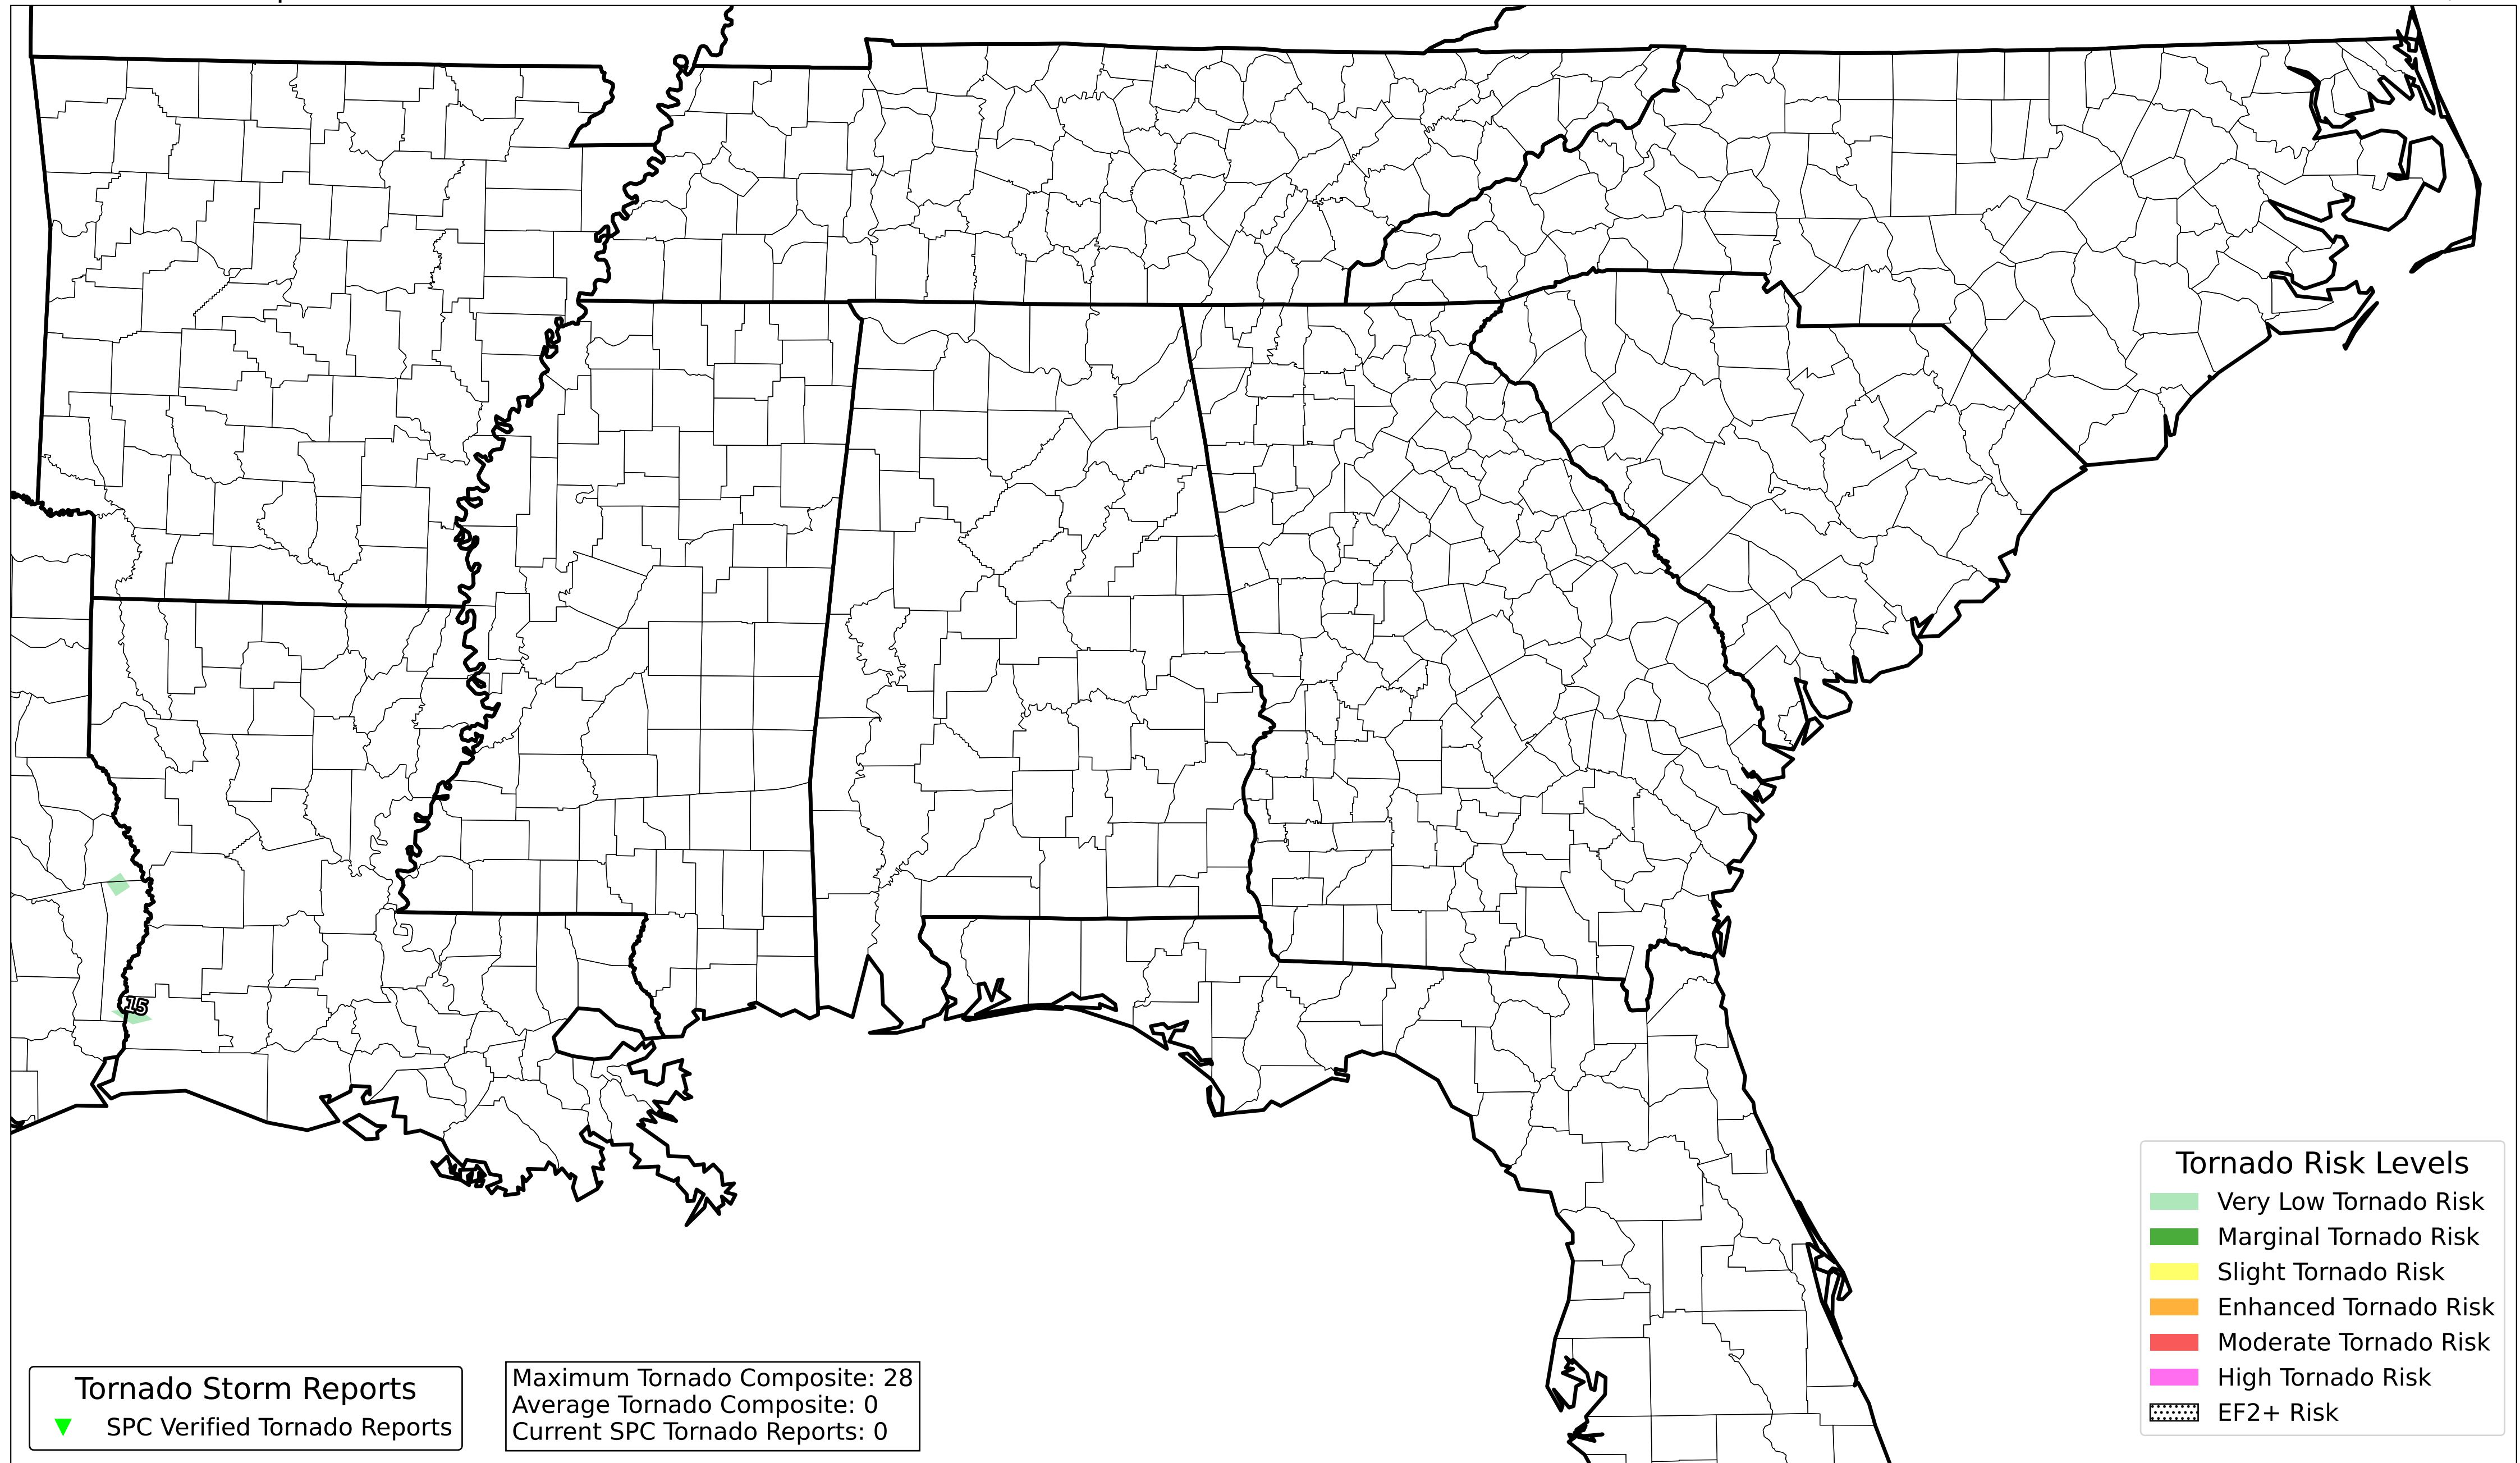 15
Tornado Risk Levels
Very Low Tornado Risk
Marginal Tornado Risk
Slight Tornado Risk
Enhanced Tornado Risk
Moderate Tornado Risk
High Tornado Risk
EF2+ Risk
Tornado Storm Reports
SPC Verified Tornado Reports
Maximum Tornado Composite: 28
Average Tornado Composite: 0
Current SPC Tornado Reports: 0